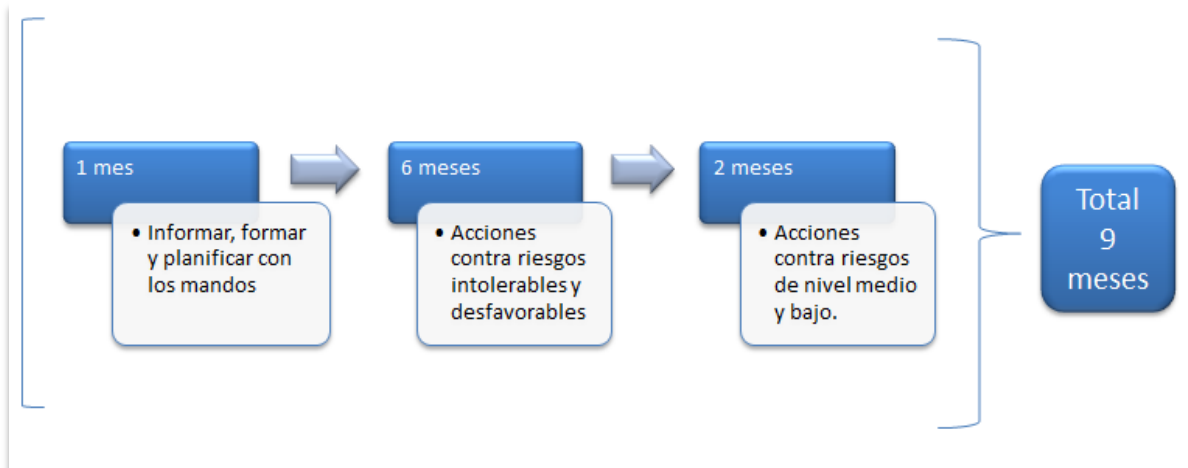 1 mes
• Informar, formar
y planificar con
los mandos
6 meses
• Acciones
contra riesgos
intolerables y
desfavorables
2 meses
• Acciones
contra riesgos
de nivel medio
y bajo.
Total
9
meses